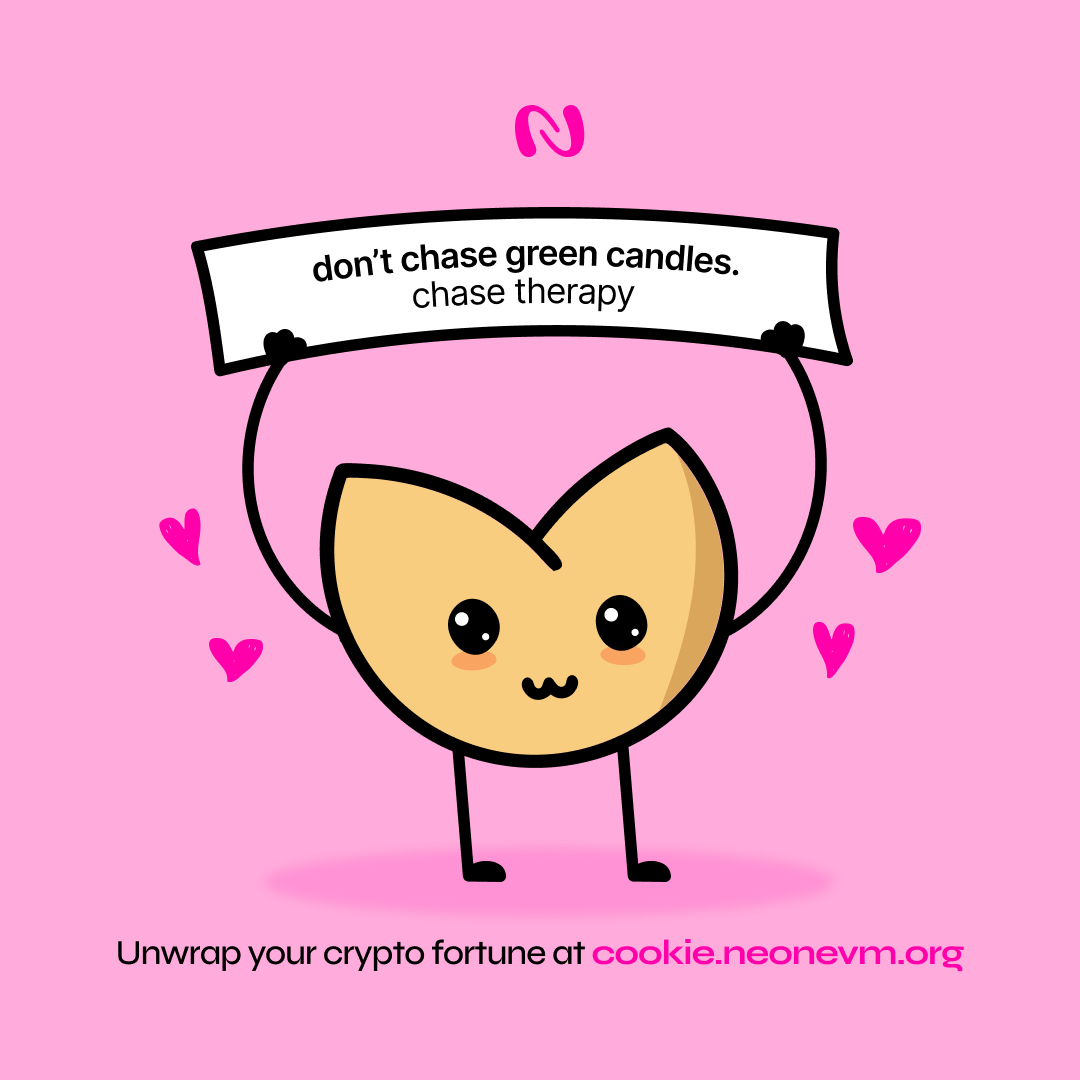 don't chase green candles.
chase therapy
Unwrap your crypto fortune at cookie.neonevm.org